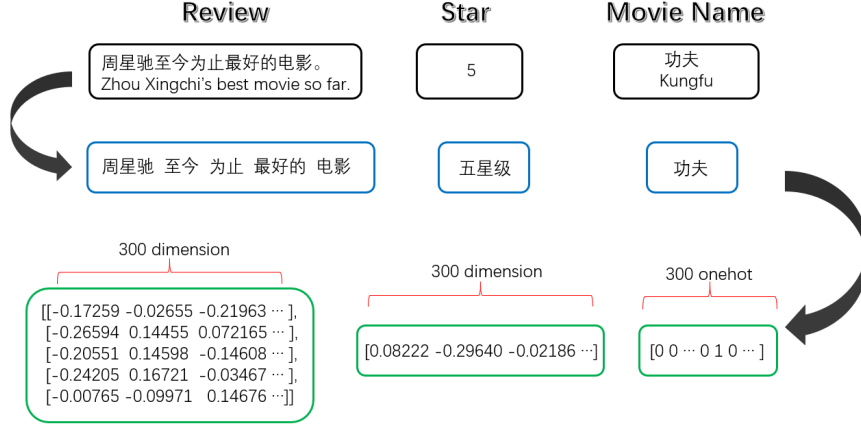 Review Star Movie Name
周星驰至今为止最好的电影。
Zhou Xingchi's best movie so far.
5
功夫
Kungfu
周星驰 至今 为止 最好的 电影
五星级
功夫
300 dimension
300 dimension
300 onehot
[[-0.17259 -0.02655 -0.21963 ··· ],
[-0.26594 0.14455 0.072165 ··· ],
[-0.20551 0.14598 -0.14608 ··· ],
[-0.24205 0.16721 -0.03467 ··· ],
[-0.00765 -0.09971 0.14676 ···]]
[0.08222 -0.29640 -0.02186 ···]
[0 0 ··· 0 1 0 ··· ]